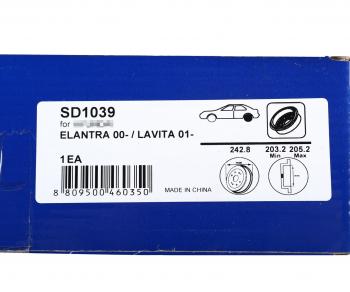 SD1039
for
ELANTRA 00- / LAVITA 01-
1EA
8 809500 460350
MADE IN CHINA
242.8
203.2 205.2
Min Max